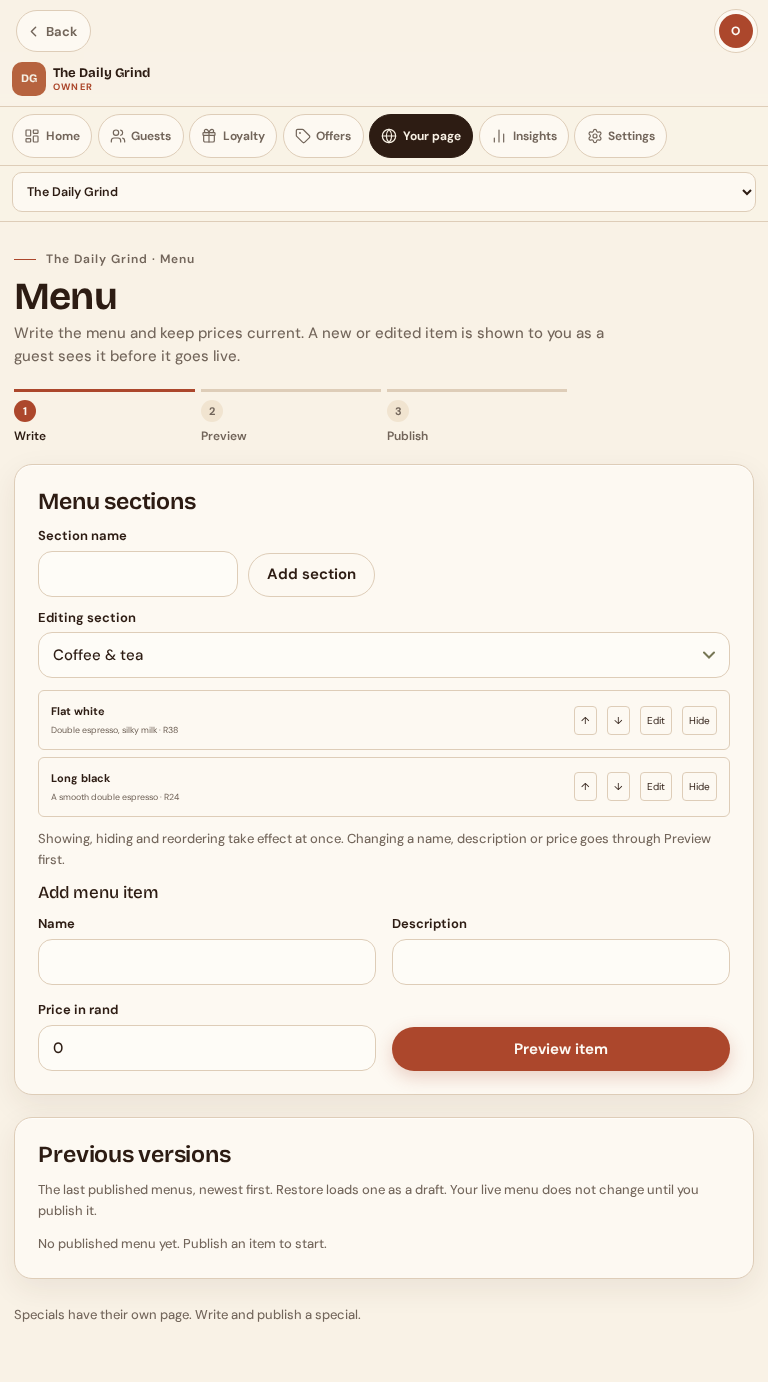 Back
O
DG
The Daily Grind
OWNER
Home
Guests
Loyalty
Offers
Your page
Insights
Settings
The Daily Grind
The Daily Grind · Menu
Menu
Write the menu and keep prices current. A new or edited item is shown to you as a
guest sees it before it goes live.
1
2
3
Write
Preview
Publish
Menu sections
Section name
Add section
Editing section
Coffee & tea
Flat white
Double espresso, silky milk · R38
↑
↓
Edit
Hide
Long black
A smooth double espresso · R24
↑
↓
Edit
Hide
Showing, hiding and reordering take effect at once. Changing a name, description or price goes through Preview
first.
Add menu item
Name
Description
Price in rand
0
Preview item
Previous versions
The last published menus, newest first. Restore loads one as a draft. Your live menu does not change until you
publish it.
No published menu yet. Publish an item to start.
Specials have their own page. Write and publish a special.